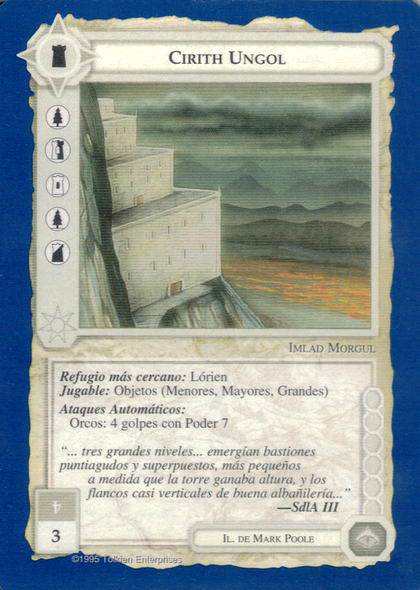 Cirith Ungol
Imlad Morgul
Refugio más cercano: Lórien
Jugable: Objetos (Menores, Mayores, Grandes)
Ataques Automáticos:
Orcos: 4 golpes con Poder 7
“... tres grandes niveles... emergían bastiones
puntiagudos y superpuestos, más pequeños
a medida que la torre ganaba altura, y los
flancos casi verticales de buena albañilería...”
—SdlA III
4
3
Il. de Mark Poole
©1995 Tolkien Enterprises